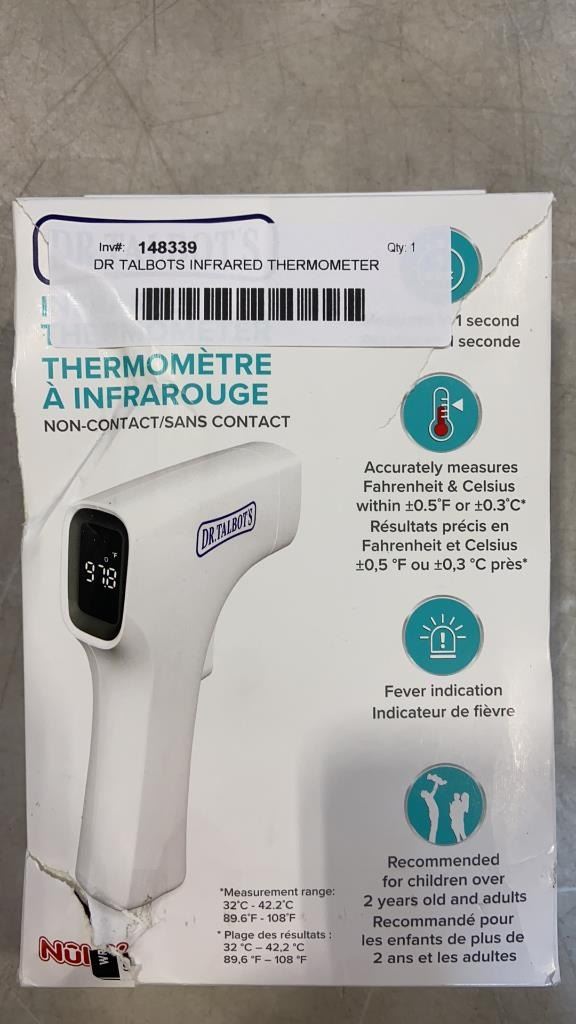 Inv#: 148339
Qty: 1
DR TALBOTS INFRARED THERMOMETER
THERMOMÈTRE
À INFRAROUGE
NON-CONTACT/SANS CONTACT
1 second
seconde
Accurately measures
Fahrenheit & Celsius
within ±0.5°F or ±0.3°C*
Résultats précis en
Fahrenheit et Celsius
±0,5 °F ou ±0,3 °C près*
DR. TALBOT'S
°F
97.8
Fever indication
Indicateur de fièvre
Recommended
for children over
2 years old and adults
Recommandé pour
les enfants de plus de
2 ans et les adultes
*Measurement range:
32°C - 42.2°C
89.6°F - 108°F
* Plage des résultats :
32 °C – 42,2 °C
89,6 °F – 108 °F